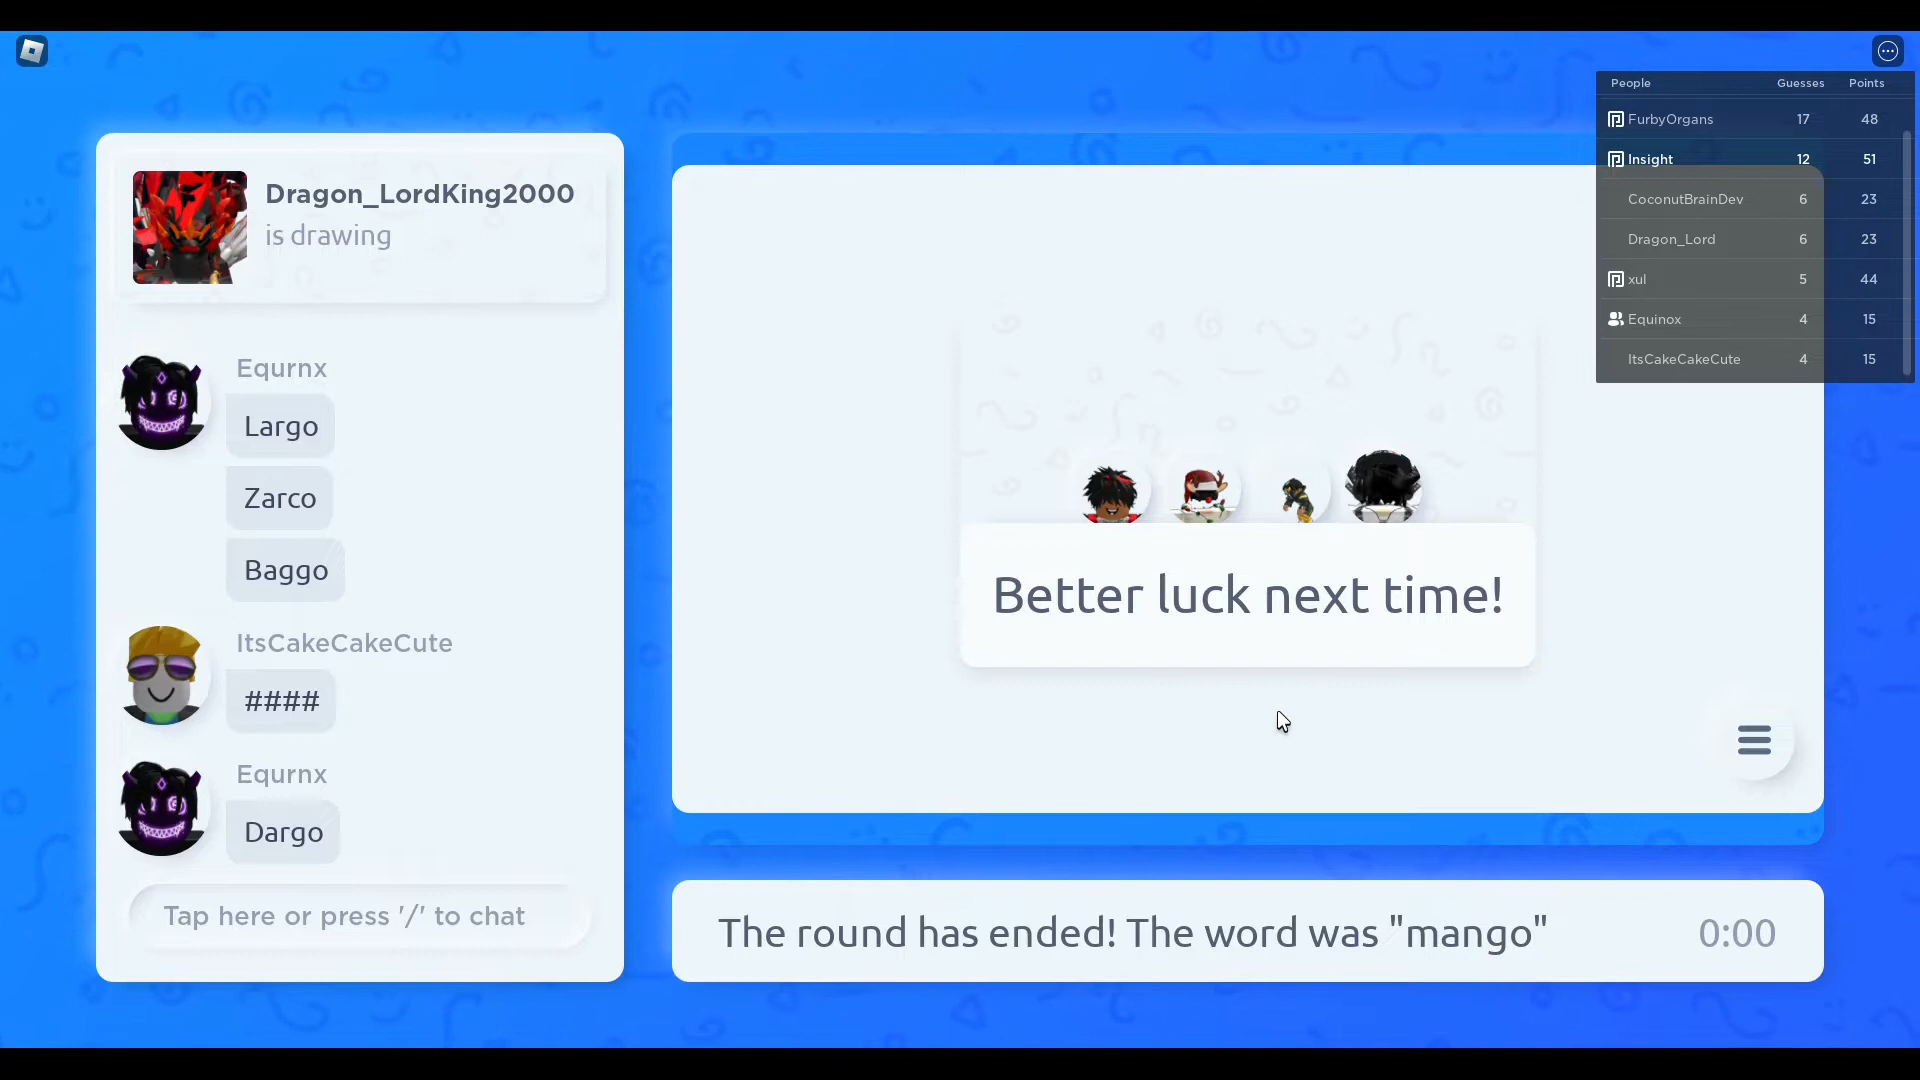 People Guesses Points
FurbyOrgans 17 48
Insight 12 51
CoconutBrainDev 6 23
Dragon_Lord 6 23
xul 5 44
Equinox 4 15
ItsCakeCakeCute 4 15
Dragon_LordKing2000
is drawing
Equrnx
Largo
Zarco
Baggo
ItsCakeCakeCute
####
Equrnx
Dargo
Tap here or press '/' to chat
Better luck next time!
The round has ended! The word was "mango" 0:00